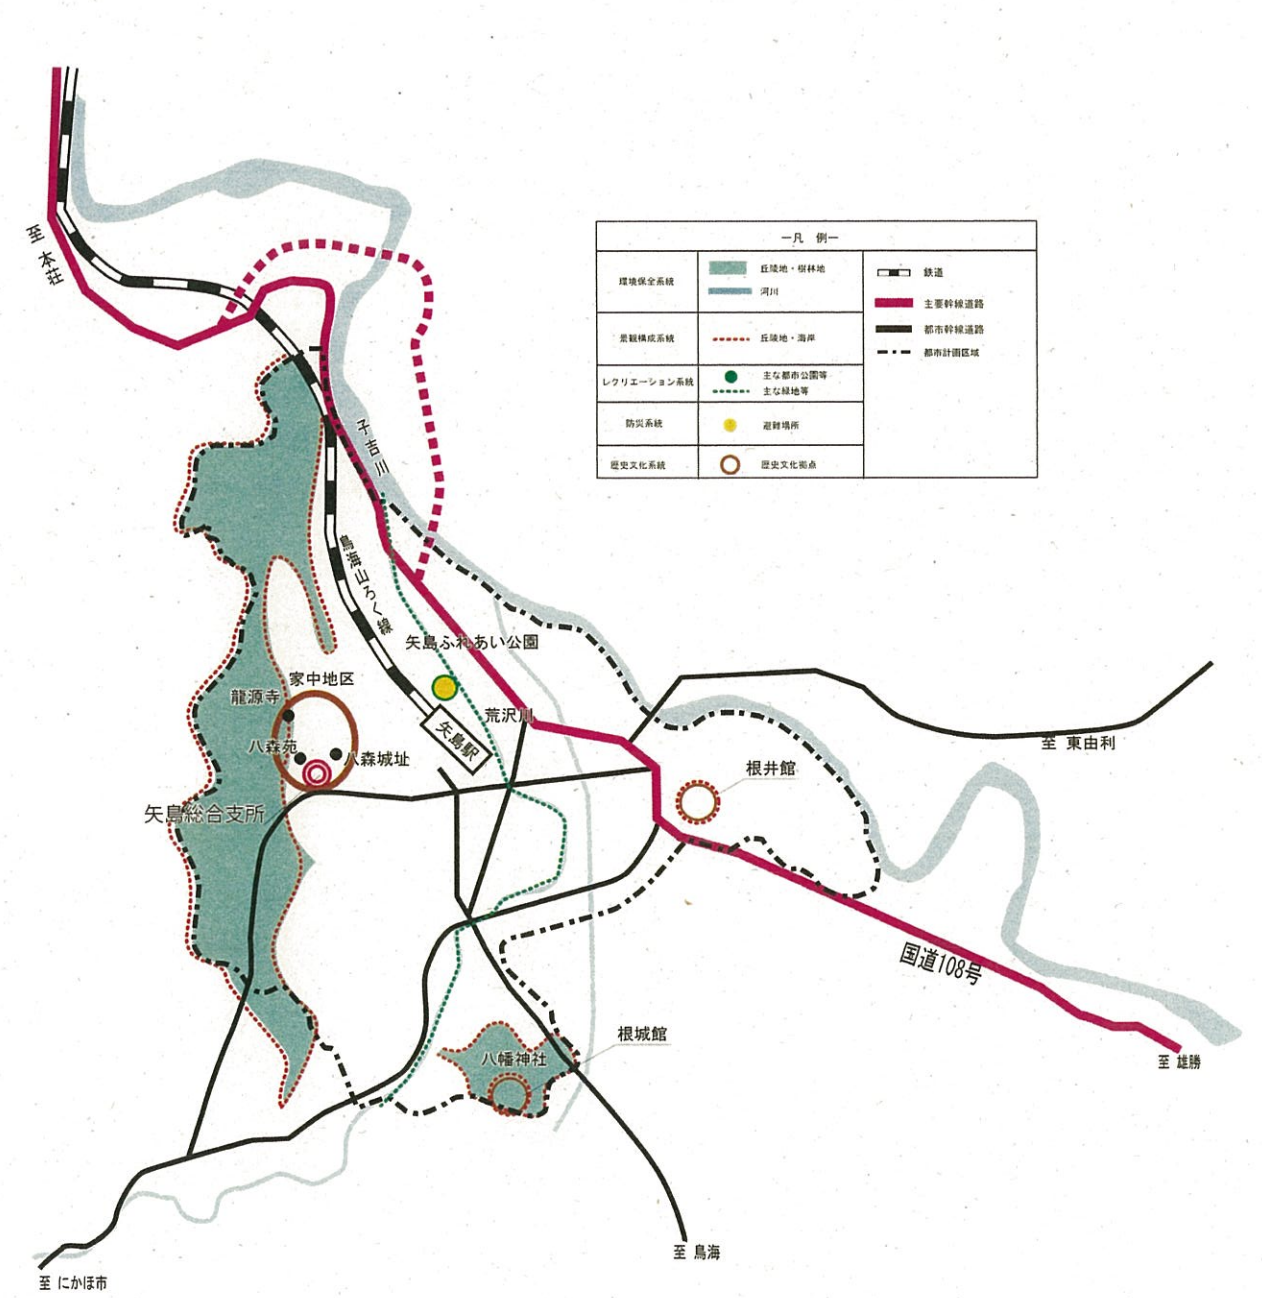 至 本荘
一凡 例一
環境保全系統
丘陵地・樹林地
河川
景観構成系統
丘陵地・海岸
レクリエーション系統
主な都市公園等
主な緑地等
防災系統
避難場所
歴史文化系統
歴史文化拠点
鉄道
主要幹線道路
都市幹線道路
都市計画区域
子吉川
鳥海山ろく線
矢島ふれあい公園
家中地区
龍源寺
荒沢川
矢島駅
八森苑
八森城址
至 東由利
根井館
矢島総合支所
国道108号
根城館
八幡神社
至 雄勝
至 鳥海
至 にかほ市